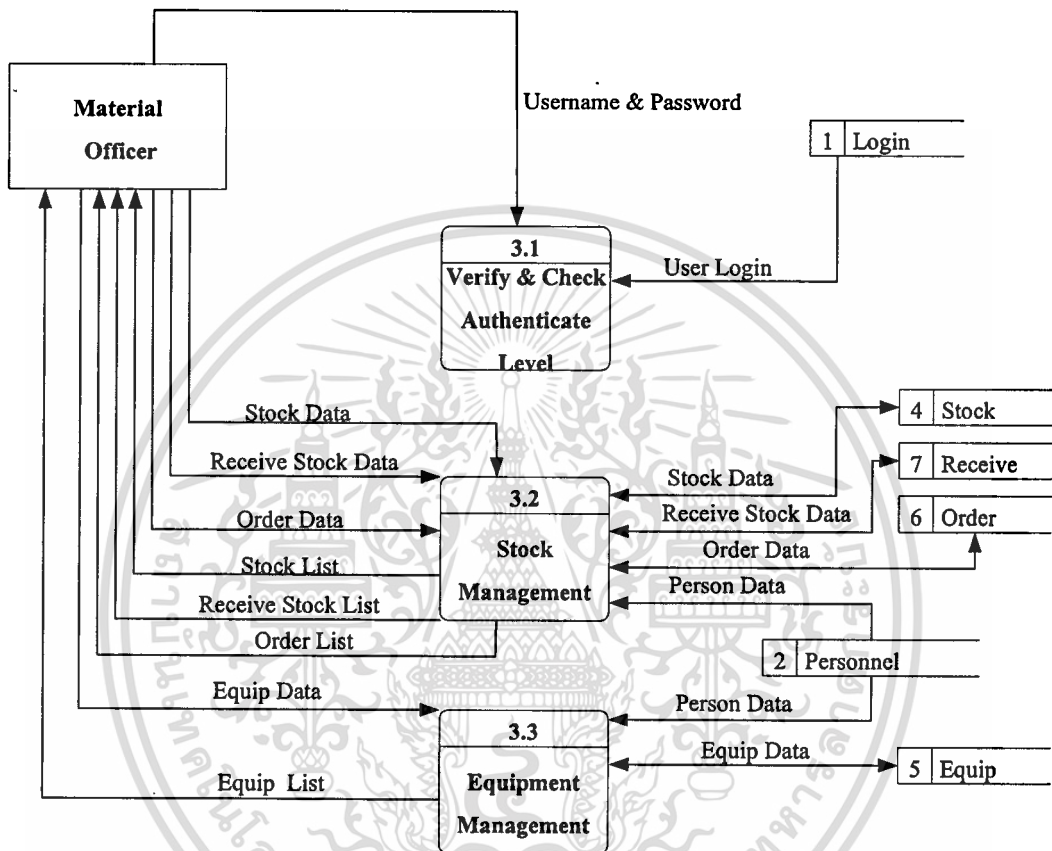 Material
Officer
Username & Password
1 Login
3.1
Verify & Check
Authenticate
Level
User Login
Stock Data
Receive Stock Data
Order Data
Stock List
Receive Stock List
Order List
3.2
Stock
Management
Stock Data
Receive Stock Data
Order Data
Person Data
4 Stock
7 Receive
6 Order
2 Personnel
Equip Data
Equip List
3.3
Equipment
Management
Person Data
Equip Data
5 Equip